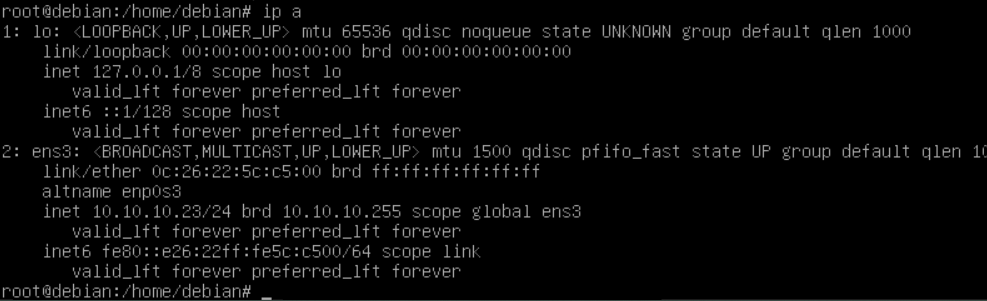 root@debian:/home/debian# ip a
1: lo: <LOOPBACK,UP,LOWER_UP> mtu 65536 qdisc noqueue state UNKNOWN group default qlen 1000
    link/loopback 00:00:00:00:00:00 brd 00:00:00:00:00:00
    inet 127.0.0.1/8 scope host lo
       valid_lft forever preferred_lft forever
    inet6 ::1/128 scope host
       valid_lft forever preferred_lft forever
2: ens3: <BROADCAST,MULTICAST,UP,LOWER_UP> mtu 1500 qdisc pfifo_fast state UP group default qlen 10
    link/ether 0c:26:22:5c:c5:00 brd ff:ff:ff:ff:ff:ff
    altname enp0s3
    inet 10.10.10.23/24 brd 10.10.10.255 scope global ens3
       valid_lft forever preferred_lft forever
    inet6 fe80::e26:22ff:fe5c:c500/64 scope link
       valid_lft forever preferred_lft forever
root@debian:/home/debian# _